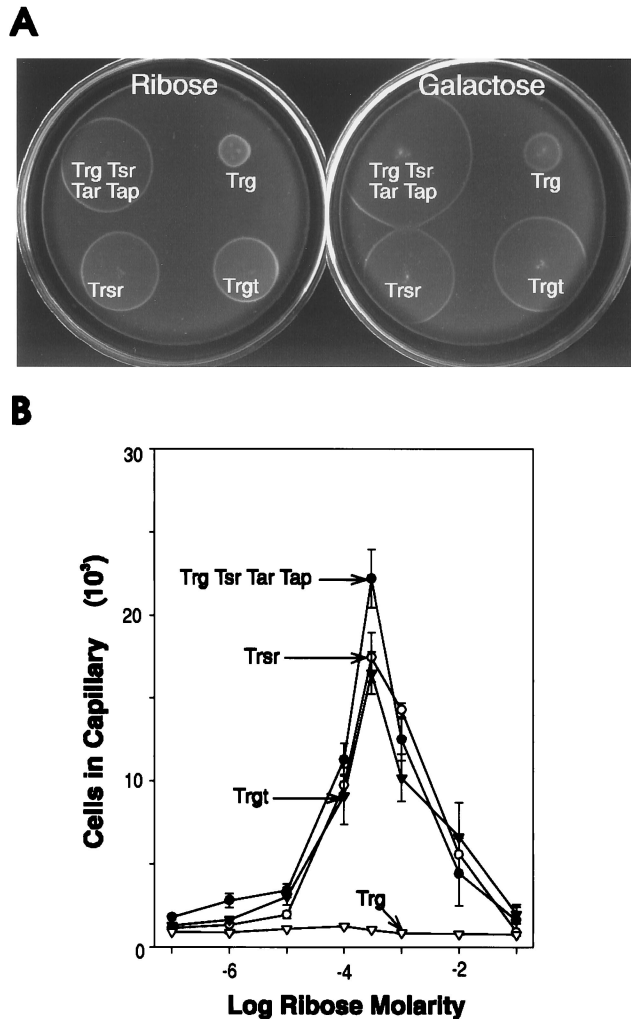 A
Ribose
Galactose
Trg Tsr
Tar Tap
Trg
Trg Tsr
Tar Tap
Trg
Trsr
Trgt
Trsr
Trgt
B
30
20
10
0
Cells in Capillary (10³)
Trg Tsr Tar Tap
Trsr
Trgt
Trg
-6
-4
-2
Log Ribose Molarity